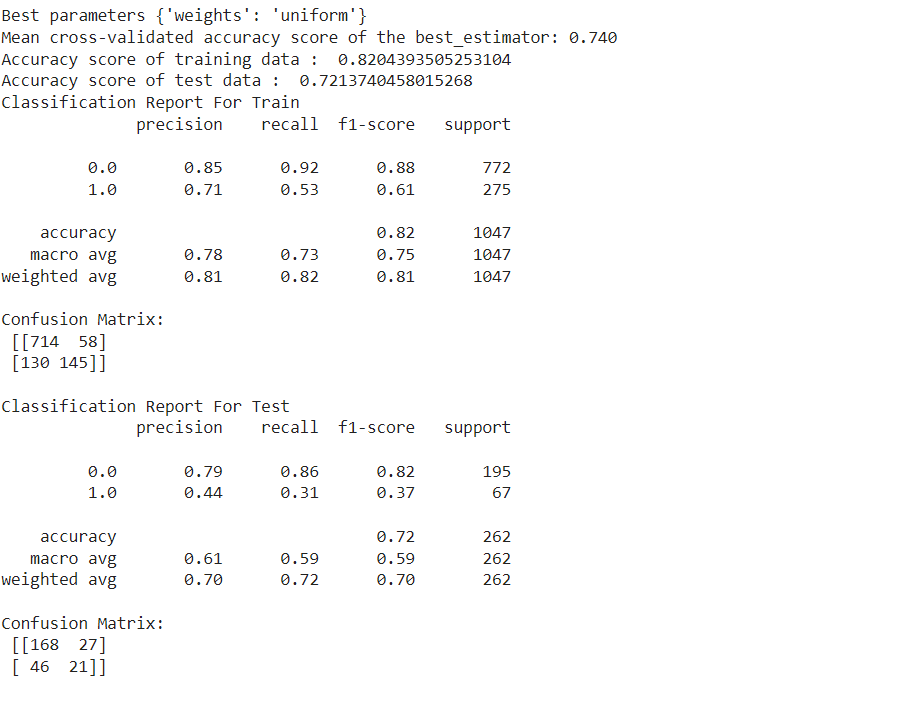 Best parameters {'weights': 'uniform'}
Mean cross-validated accuracy score of the best_estimator: 0.740
Accuracy score of training data :  0.8204393505253104
Accuracy score of test data :  0.7213740458015268
Classification Report For Train
              precision    recall  f1-score   support
         0.0       0.85      0.92      0.88       772
         1.0       0.71      0.53      0.61       275
    accuracy                           0.82      1047
   macro avg       0.78      0.73      0.75      1047
weighted avg       0.81      0.82      0.81      1047
Confusion Matrix:
 [[714  58]
 [130 145]]
Classification Report For Test
              precision    recall  f1-score   support
         0.0       0.79      0.86      0.82       195
         1.0       0.44      0.31      0.37        67
    accuracy                           0.72       262
   macro avg       0.61      0.59      0.59       262
weighted avg       0.70      0.72      0.70       262
Confusion Matrix:
 [[168  27]
 [ 46  21]]